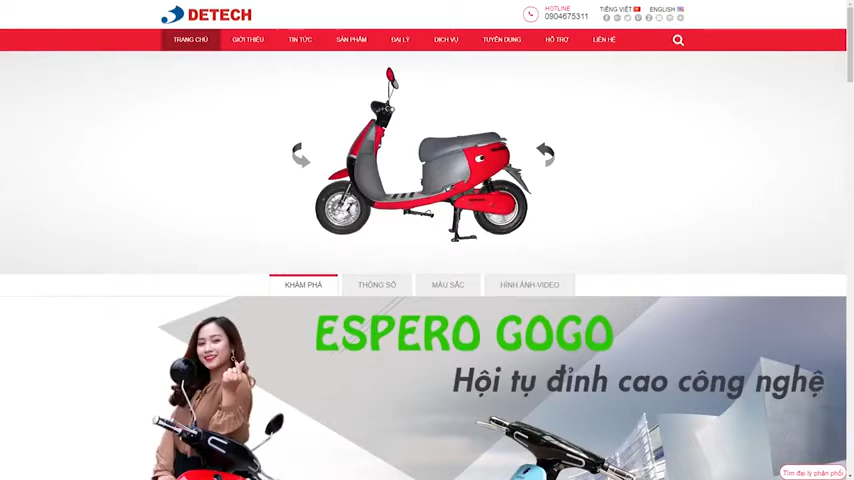 DETECH
HOTLINE
0904675311
TIẾNG VIỆT
ENGLISH
TRANG CHỦ
GIỚI THIỆU
TIN TỨC
SẢN PHẨM
ĐẠI LÝ
DỊCH VỤ
TUYỂN DỤNG
HỖ TRỢ
LIÊN HỆ
KHÁM PHÁ
THÔNG SỐ
MÀU SẮC
HÌNH ẢNH-VIDEO
ESPERO GOGO
Hội tụ đỉnh cao công nghệ
Tìm đại lý phân phối